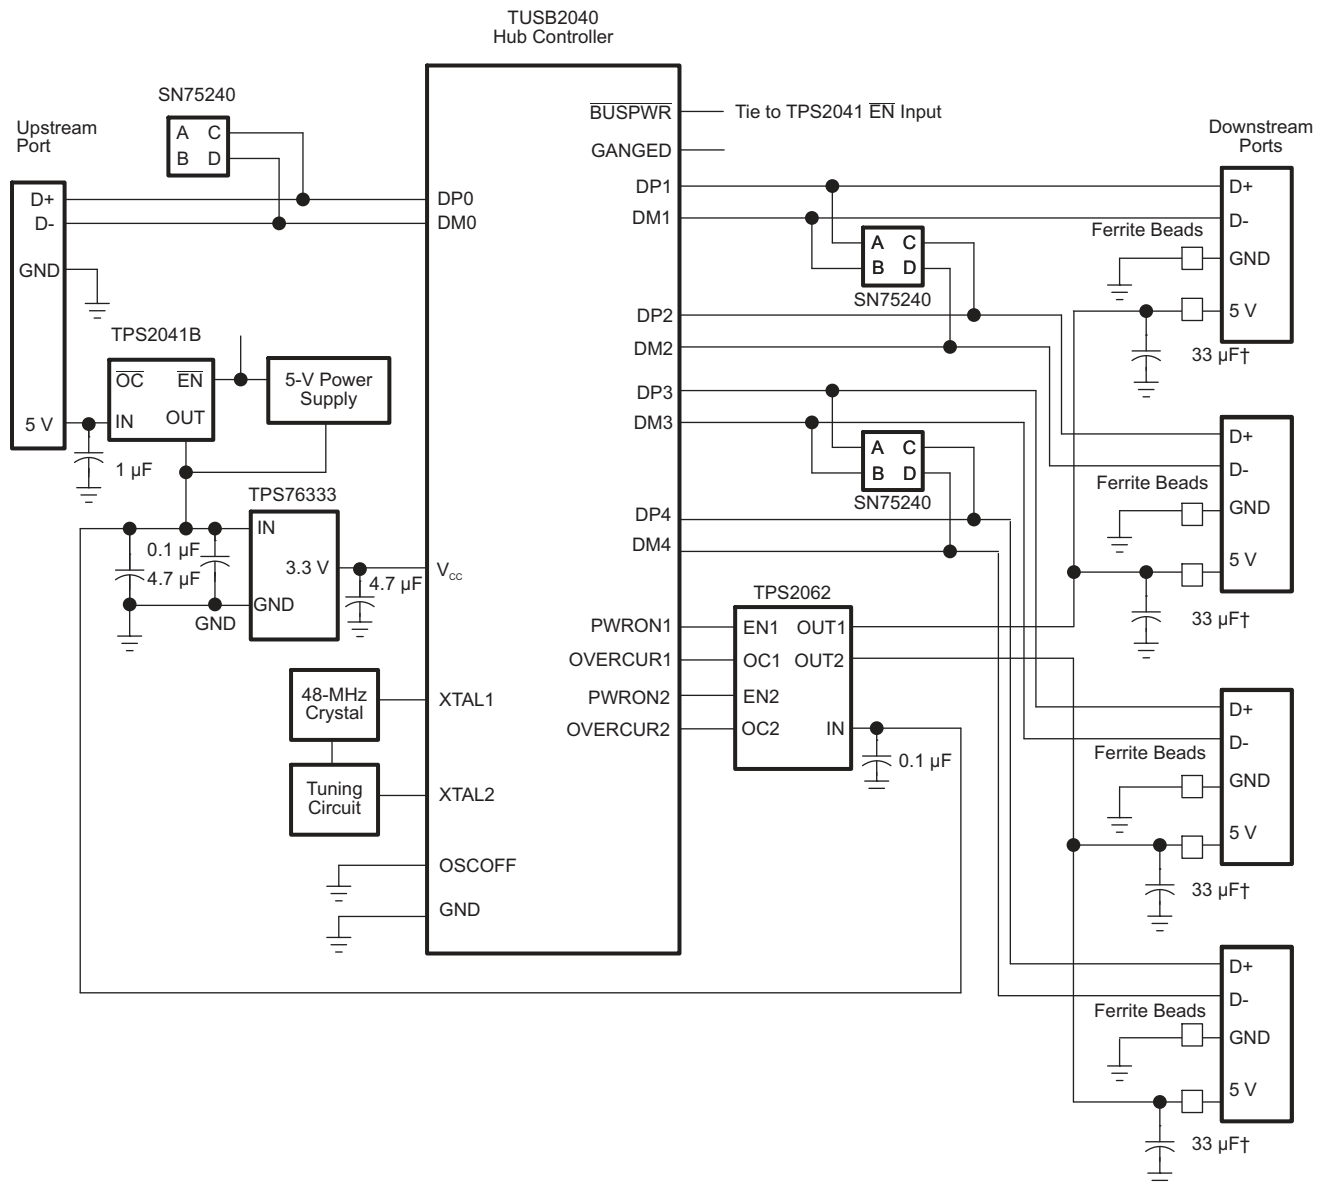 TUSB2040
Hub Controller
SN75240
A C
B D
Upstream
Port
D+
D-
GND
5 V
TPS2041B
OC EN
IN OUT
5-V Power
Supply
1 µF
TPS76333
IN
3.3 V
GND
0.1 µF
4.7 µF
GND
4.7 µF
48-MHz
Crystal
Tuning
Circuit
DP0
DM0
VCC
XTAL1
XTAL2
OSCOFF
GND
BUSPWR
GANGED
DP1
DM1
DP2
DM2
DP3
DM3
DP4
DM4
PWRON1
OVERCUR1
PWRON2
OVERCUR2
Tie to TPS2041 EN Input
A C
B D
SN75240
A C
B D
SN75240
TPS2062
EN1 OUT1
OC1 OUT2
EN2
OC2 IN
0.1 µF
Downstream
Ports
D+
D-
Ferrite Beads
GND
5 V
33 µF†
D+
D-
Ferrite Beads
GND
5 V
33 µF†
D+
D-
Ferrite Beads
GND
5 V
33 µF†
D+
D-
Ferrite Beads
GND
5 V
33 µF†